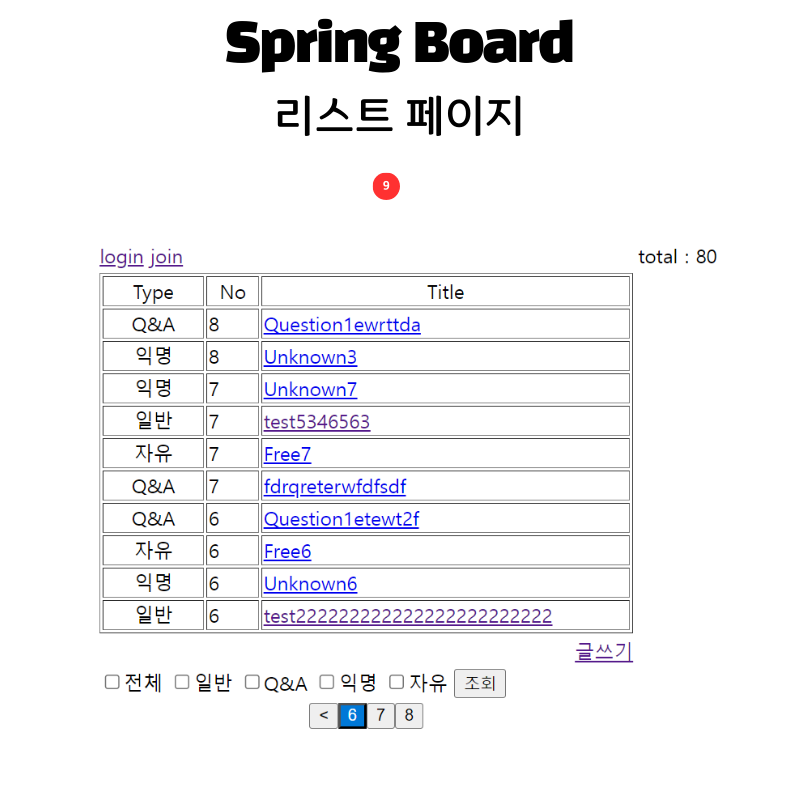 Spring Board
리스트 페이지
9
login join total : 80
Type No Title
Q&A 8 Question1ewrttda
익명 8 Unknown3
익명 7 Unknown7
일반 7 test5346563
자유 7 Free7
Q&A 7 fdrqreterwfdfsdf
Q&A 6 Question1etewt2f
자유 6 Free6
익명 6 Unknown6
일반 6 test222222222222222222222222
글쓰기
전체 일반 Q&A 익명 자유 조회
< 6 7 8